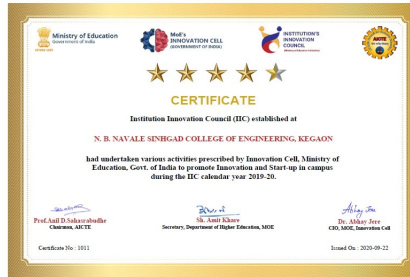 Ministry of Education
Government of India
MoE's
INNOVATION CELL
(GOVERNMENT OF INDIA)
INSTITUTION'S
INNOVATION
COUNCIL
AICTE
CERTIFICATE
Institution Innovation Council (IIC) established at
N. B. NAVALE SINHGAD COLLEGE OF ENGINEERING, KEGAON
had undertaken various activities prescribed by Innovation Cell, Ministry of
Education, Govt. of India to promote Innovation and Start-up in campus
during the IIC calendar year 2019-20.
Prof.Anil D.Sahasrabudhe
Chairman, AICTE
Sh. Amit Khare
Secretary, Department of Higher Education, MOE
Dr. Abhay Jere
CIO, MOE, Innovation Cell
Certificate No : 1011
Issued On : 2020-09-22